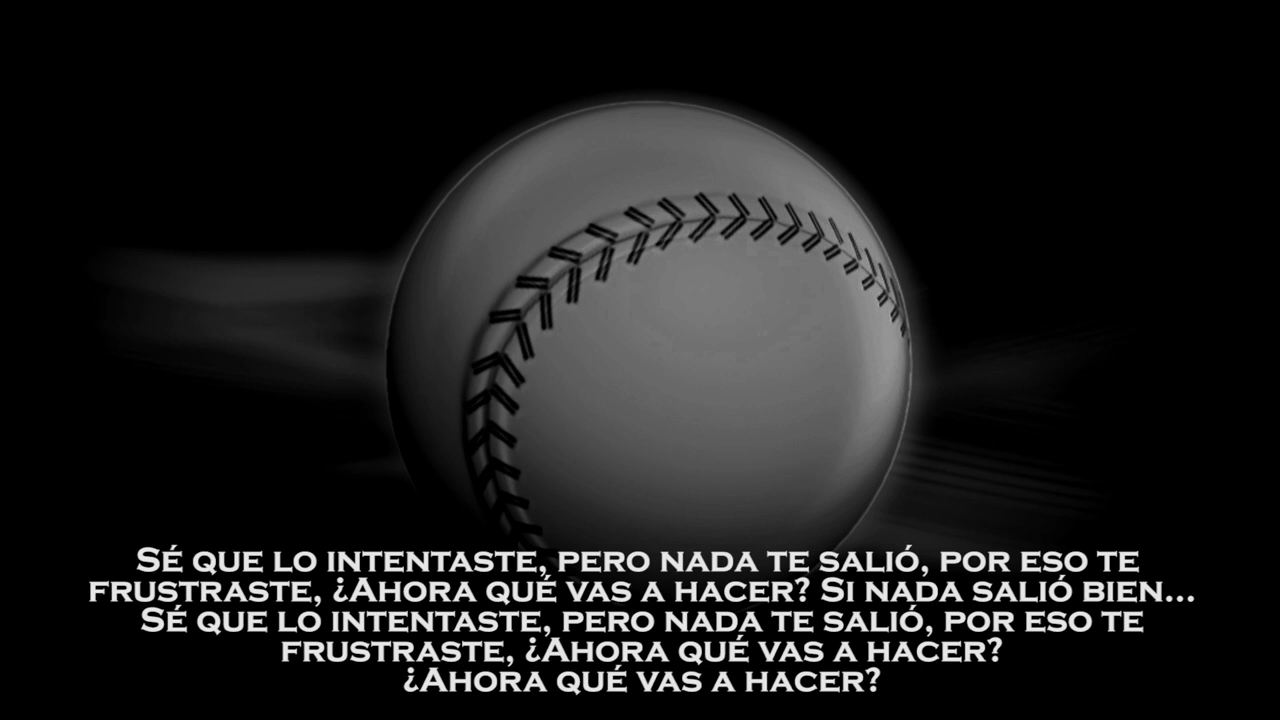 Sé que lo intentaste, pero nada te salió, por eso te
frustraste, ¿Ahora qué vas a hacer? Si nada salió bien...
Sé que lo intentaste, pero nada te salió, por eso te
frustraste, ¿Ahora qué vas a hacer?
¿Ahora qué vas a hacer?